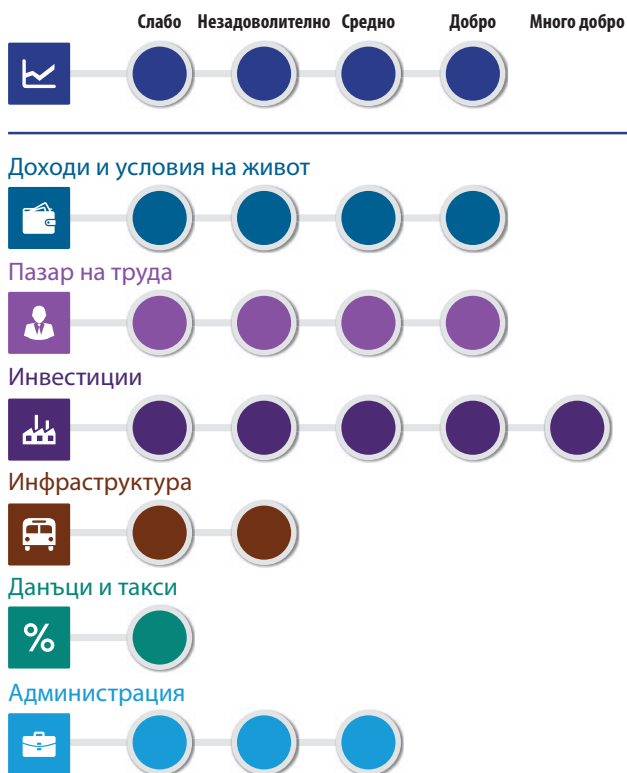 Слабо Незадоволително Средно Добро Много добро
Доходи и условия на живот
Пазар на труда
Инвестиции
Инфраструктура
Данъци и такси
%
Администрация